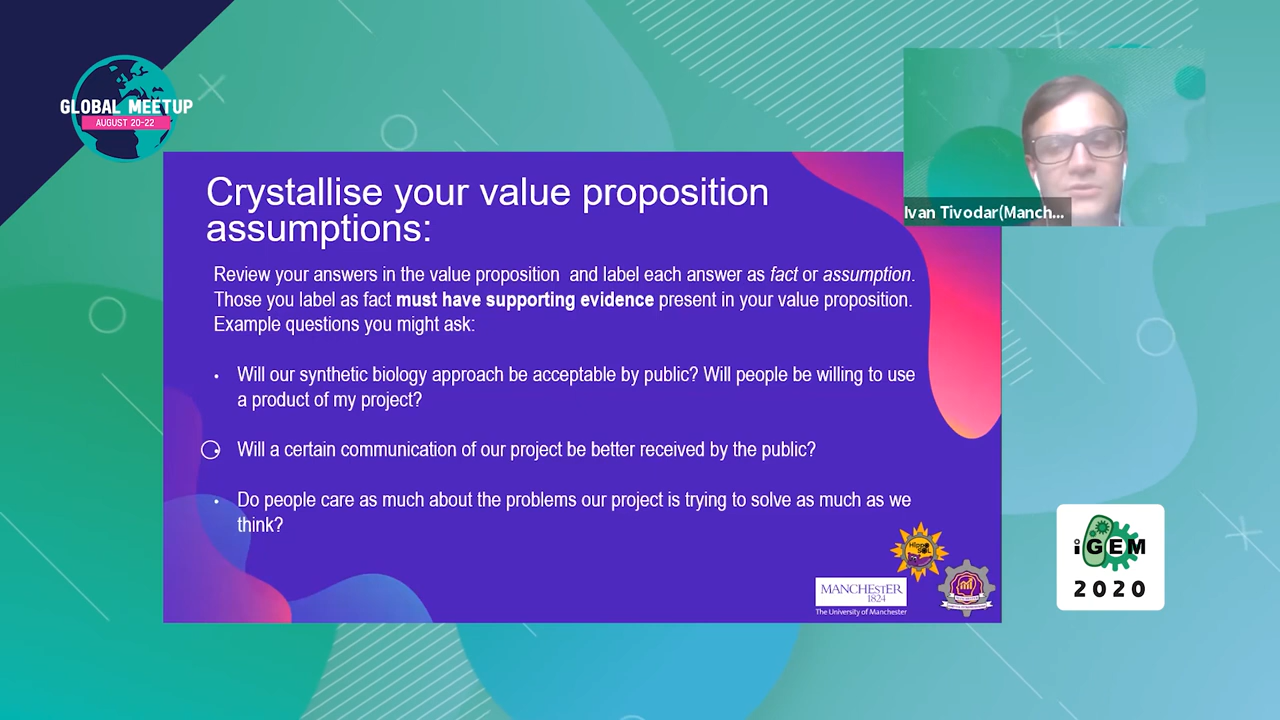 GLOBAL MEETUP
AUGUST 20-22
Ivan Tivodar(Manch...
Crystallise your value proposition
assumptions:
Review your answers in the value proposition and label each answer as fact or assumption.
Those you label as fact must have supporting evidence present in your value proposition.
Example questions you might ask:
• Will our synthetic biology approach be acceptable by public? Will people be willing to use
a product of my project?
• Will a certain communication of our project be better received by the public?
• Do people care as much about the problems our project is trying to solve as much as we
think?
MANCHESTER
1824
The University of Manchester
iGEM
2020